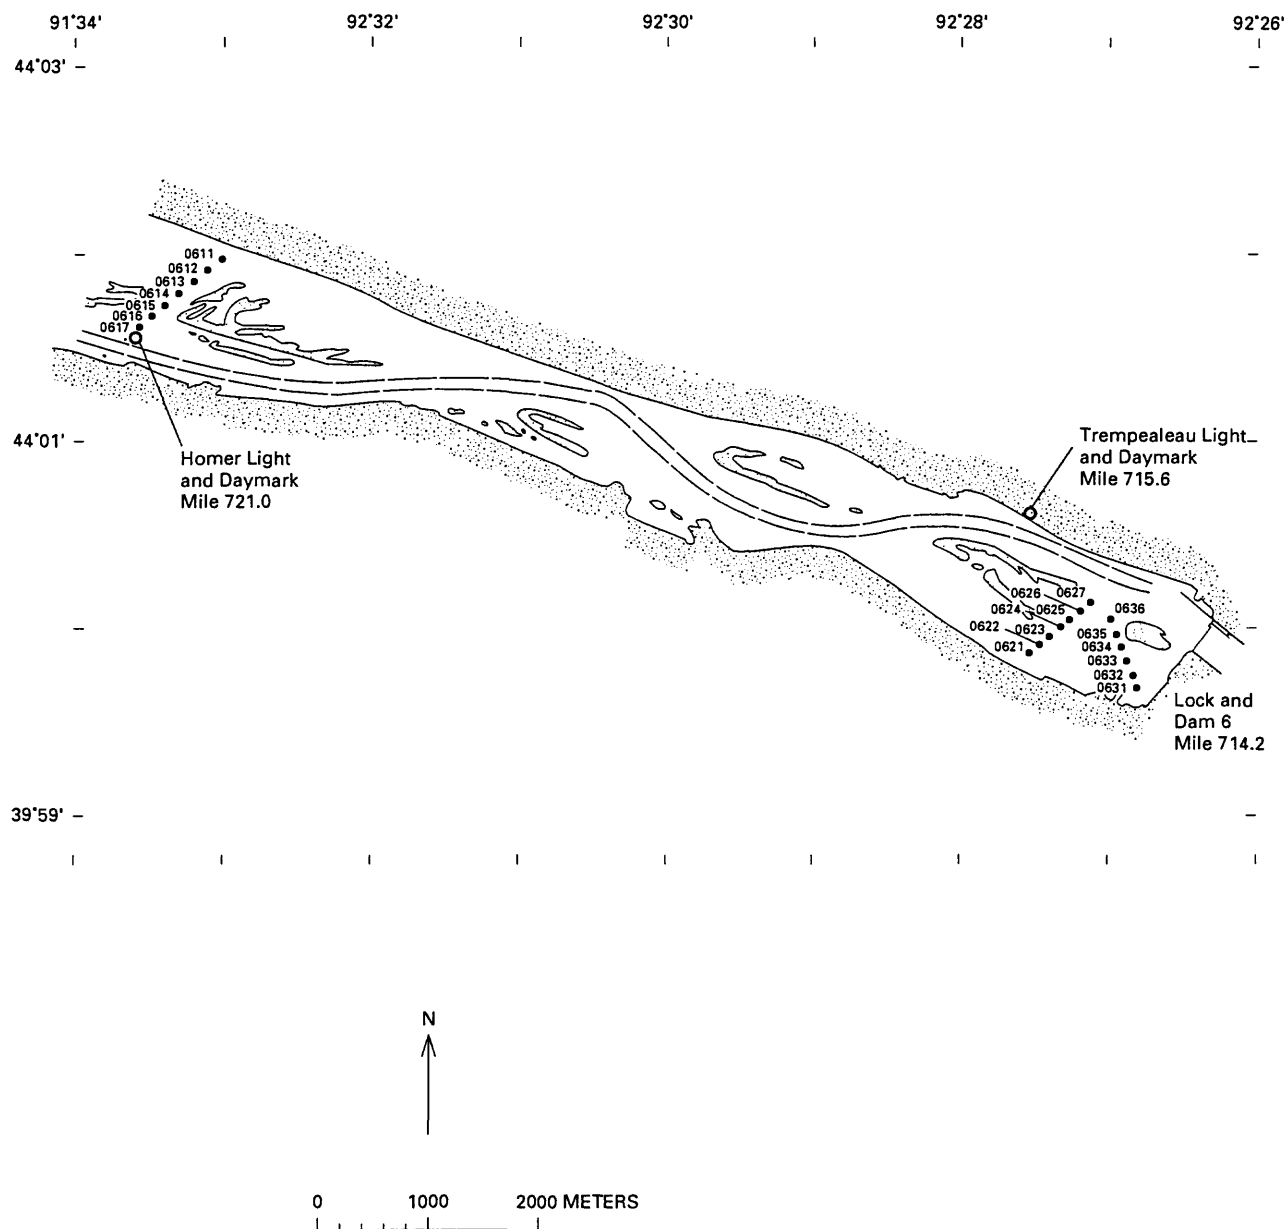 91°34' 92°32' 92°30' 92°28' 92°26'
44°03'
0611
0612
0613
0614
0615
0616
0617
44°01'
Homer Light
and Daymark
Mile 721.0
Trempealeau Light
and Daymark
Mile 715.6
0626 0627
0624 0625 0636
0622 0623 0635
0621 0634
0633
0632
0631
Lock and
Dam 6
Mile 714.2
39°59'
N
0 1000 2000 METERS